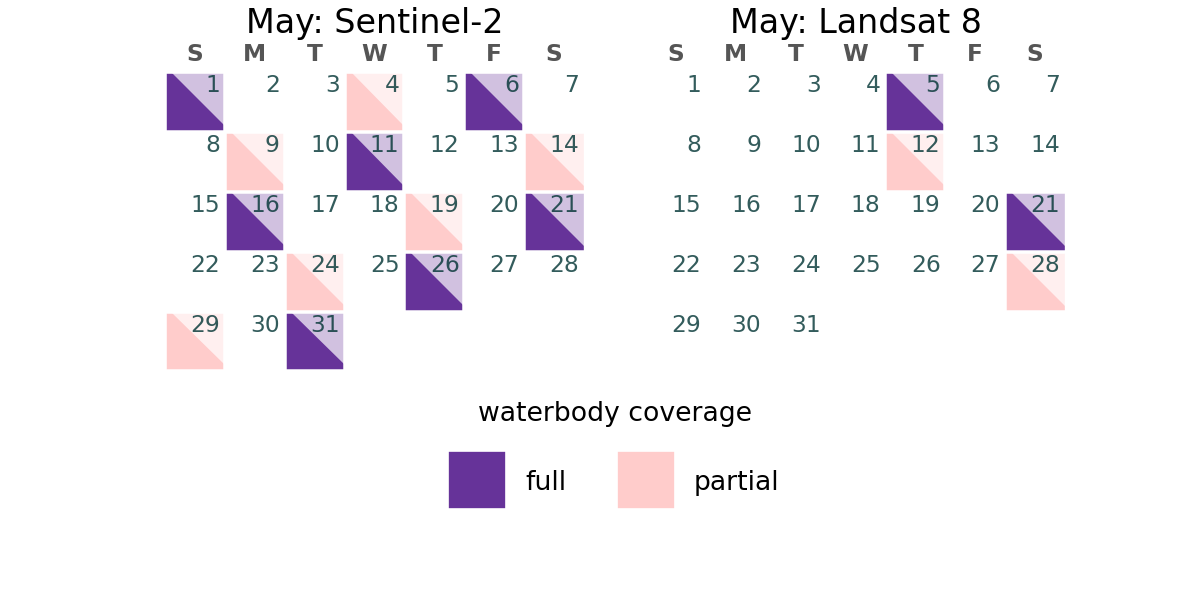 May: Sentinel-2
S M T W T F S
1 2 3 4 5 6 7
8 9 10 11 12 13 14
15 16 17 18 19 20 21
22 23 24 25 26 27 28
29 30 31
May: Landsat 8
S M T W T F S
1 2 3 4 5 6 7
8 9 10 11 12 13 14
15 16 17 18 19 20 21
22 23 24 25 26 27 28
29 30 31
waterbody coverage
full partial